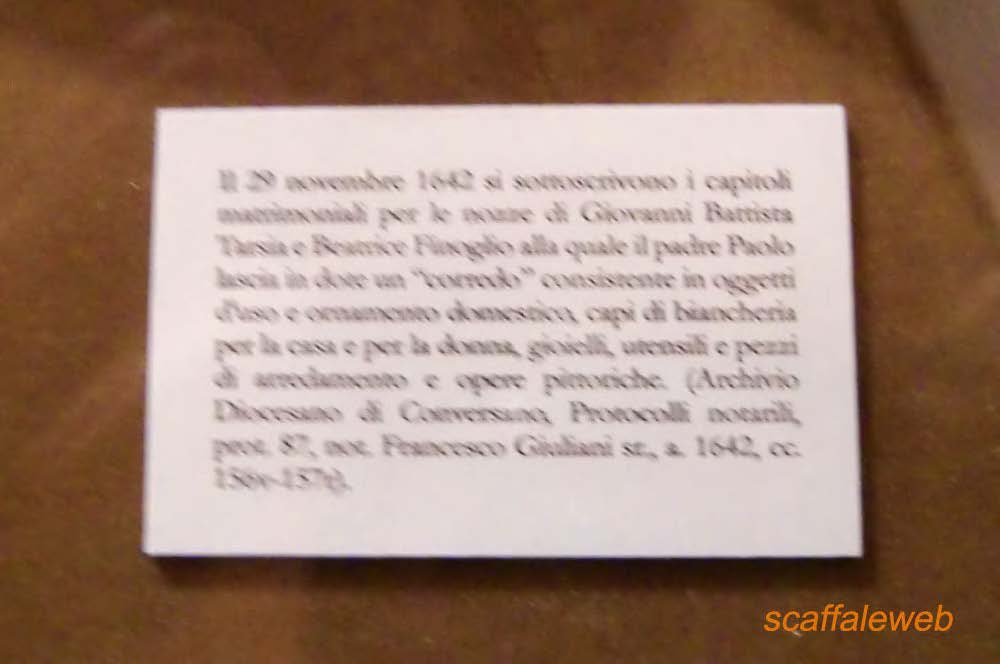 Il 29 novembre 1642 si sottoscrivono i capitoli
matrimoniali per le nozze di Giovanni Battista
Tarsia e Beatrice Finoglio alla quale il padre Paolo
lascia in dote un “corredo” consistente in oggetti
d'uso e ornamento domestico, capi di biancheria
per la casa e per la donna, gioielli, utensili e pezzi
di arredamento e opere pittoriche. (Archivio
Diocesano di Conversano, Protocolli notarili,
prot. 87, not. Francesco Giuliani sr., a. 1642, cc.
156v-157r).
scaffaleweb